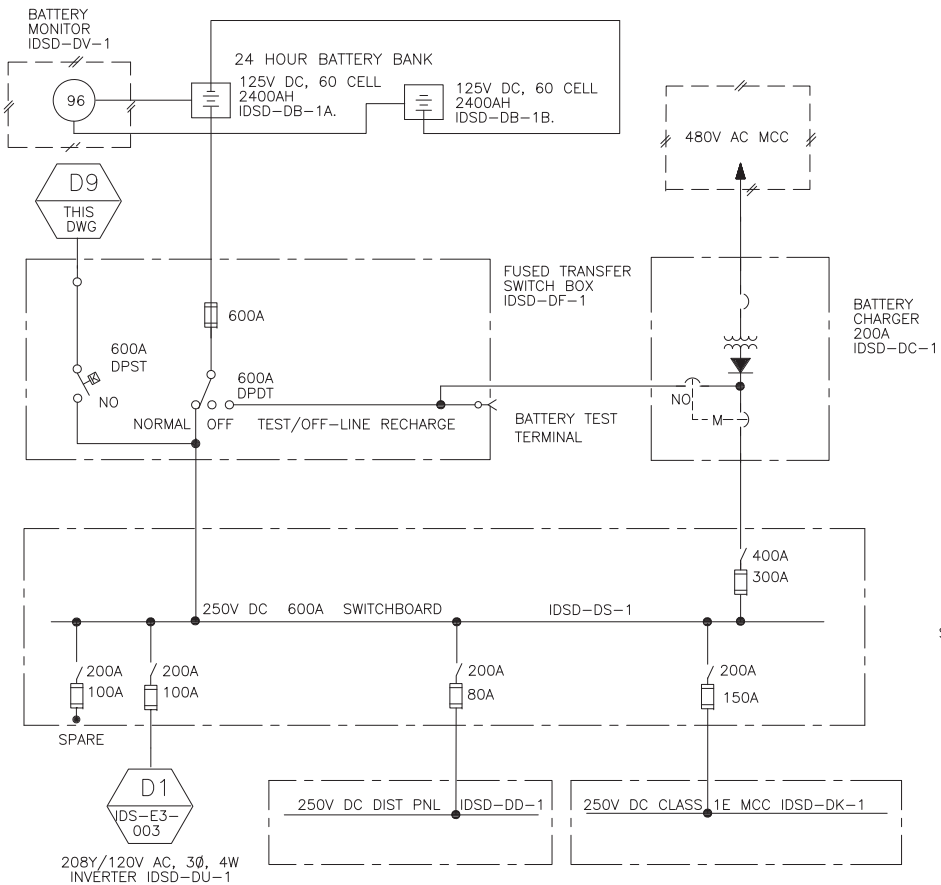 BATTERY
MONITOR
IDSD-DV-1
96
24 HOUR BATTERY BANK
125V DC, 60 CELL
2400AH
IDSD-DB-1A.
125V DC, 60 CELL
2400AH
IDSD-DB-1B.
480V AC MCC
D9
THIS
DWG
FUSED TRANSFER
SWITCH BOX
IDSD-DF-1
BATTERY
CHARGER
200A
IDSD-DC-1
600A
600A
DPST
NO
600A
DPDT
NORMAL OFF TEST/OFF-LINE RECHARGE
BATTERY TEST
TERMINAL
NO
M
400A
300A
250V DC 600A SWITCHBOARD IDSD-DS-1
200A
100A
200A
100A
200A
80A
200A
150A
SPARE
D1
IDS-E3-
003
208Y/120V AC, 3Ø, 4W
INVERTER IDSD-DU-1
250V DC DIST PNL IDSD-DD-1
250V DC CLASS 1E MCC IDSD-DK-1